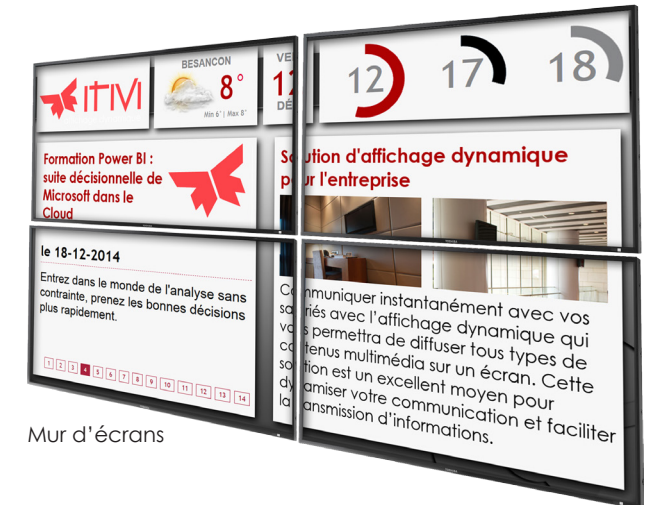 ITIVI
BESANCON
8°
Min 6° | Max 8°
VE
12
DÉ
12
17
18
Formation Power BI :
suite décisionnelle de
Microsoft dans le
Cloud
Solution d'affichage dynamique
pour l'entreprise
le 18-12-2014
Entrez dans le monde de l'analyse sans
contrainte, prenez les bonnes décisions
plus rapidement.
1 2 3 4 5 6 7 8 9 10 11 12 13 14
Communiquer instantanément avec vos
salariés avec l'affichage dynamique qui
vous permettra de diffuser tous types de
contenus multimédia sur un écran. Cette
solution est un excellent moyen pour
dynamiser votre communication et faciliter
la transmission d'informations.
Mur d'écrans